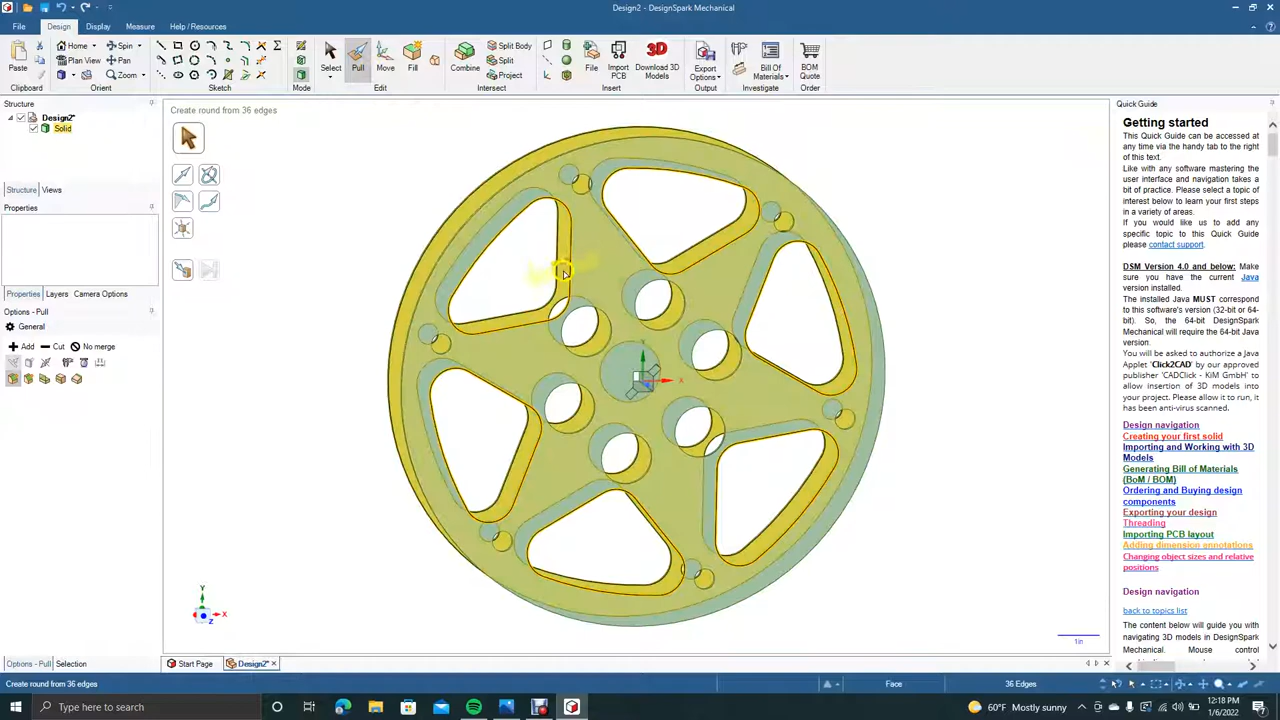 Design2 - DesignSpark Mechanical
File
Design
Display
Measure
Help / Resources
Paste
Home
Spin
Plan View
Pan
Zoom
Select
Pull
Move
Fill
Combine
Split Body
Split
Project
File
Import
PCB
Download 3D
Models
Export
Options
Bill Of
Materials
BOM
Quote
Clipboard
Orient
Sketch
Mode
Edit
Intersect
Insert
Output
Investigate
Order
Structure
Design2*
Solid
Structure
Views
Properties
Properties
Layers
Camera Options
Options - Pull
General
Add
Cut
No merge
Options - Pull
Selection
Create round from 36 edges
Y
X
Y
X
Z
1in
Start Page
Design2*
Quick Guide
Getting started
This Quick Guide can be accessed at
any time via the handy tab to the right
of this text.
Like with any software mastering the
user interface and navigation takes a
bit of practice. Please select a topic of
interest below to learn your first steps
in a variety of areas.
If you would like us to add any
specific topic to this Quick Guide
please contact support.
DSM Version 4.0 and below: Make
sure you have the current Java
version installed.
The installed Java MUST correspond
to this software's version (32-bit or 64-
bit). So, the 64-bit DesignSpark
Mechanical will require the 64-bit Java
version.
You will be asked to authorize a Java
Applet 'Click2CAD' by our approved
publisher 'CADClick - KiM GmbH' to
allow insertion of 3D models into
your project. Please allow it to run, it
has been anti-virus scanned.
Design navigation
Creating your first solid
Importing and Working with 3D
Models
Generating Bill of Materials
(BoM / BOM)
Ordering and Buying design
components
Exporting your design
Threading
Importing PCB layout
Adding dimension annotations
Changing object sizes and relative
positions
Design navigation
back to topics list
The content below will guide you with
navigating 3D models in DesignSpark
Mechanical. Mouse control
Create round from 36 edges
Face
36 Edges
Type here to search
60°F Mostly sunny
12:18 PM
1/6/2022